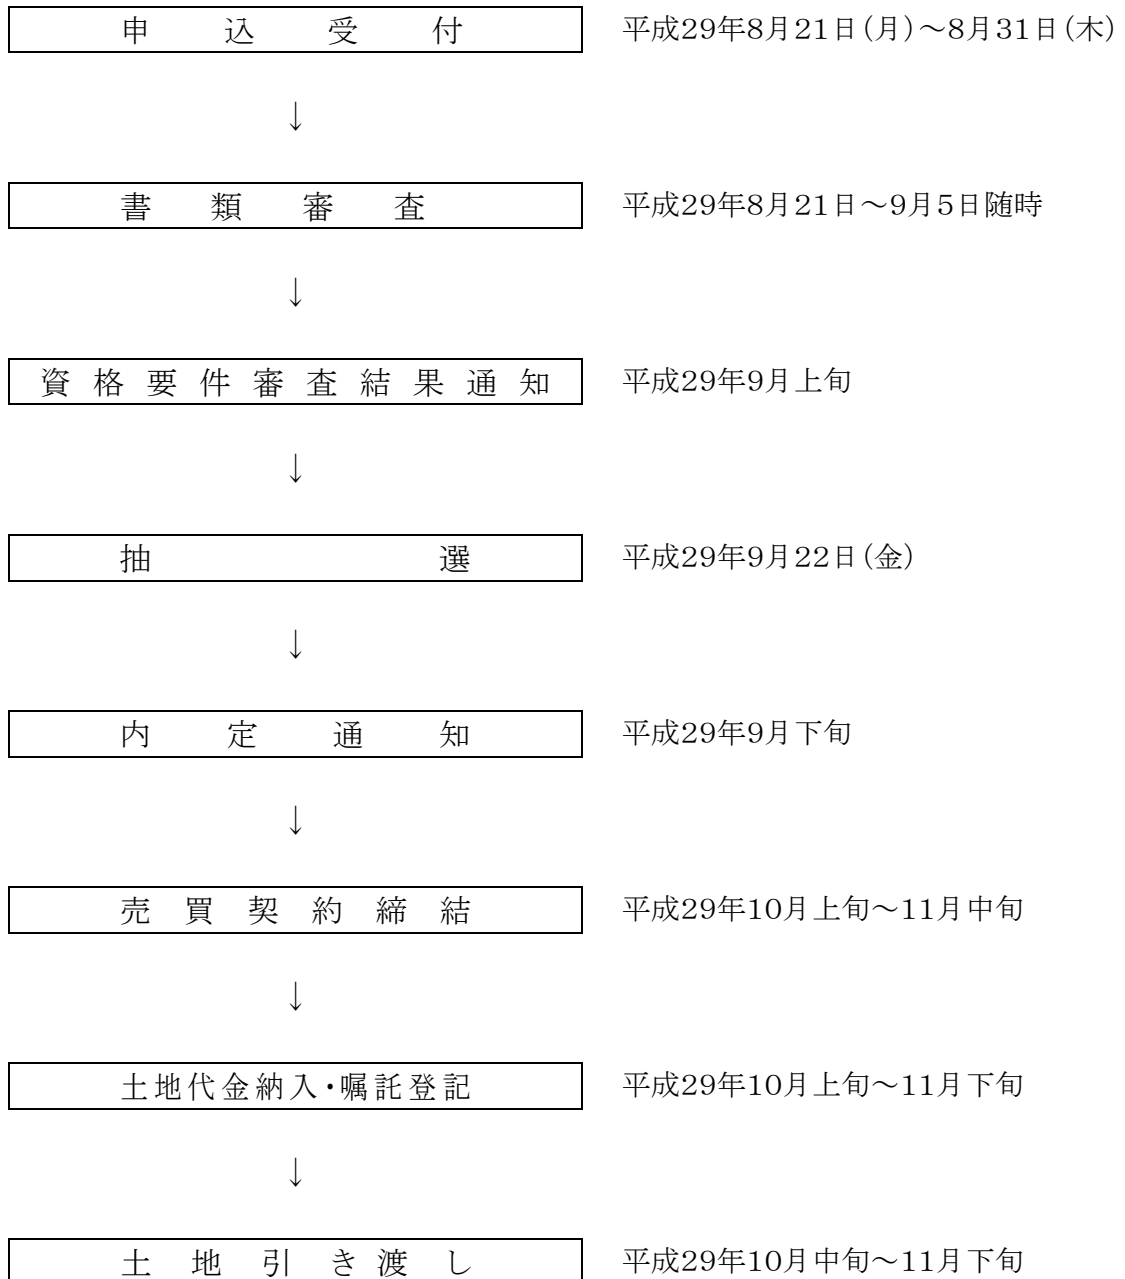 申込受付 平成29年8月21日(月)～8月31日(木)
↓
書類審査 平成29年8月21日～9月5日随時
↓
資格要件審査結果通知 平成29年9月上旬
↓
抽選 平成29年9月22日(金)
↓
内定通知 平成29年9月下旬
↓
売買契約締結 平成29年10月上旬～11月中旬
↓
土地代金納入・嘱託登記 平成29年10月上旬～11月下旬
↓
土地引き渡し 平成29年10月中旬～11月下旬